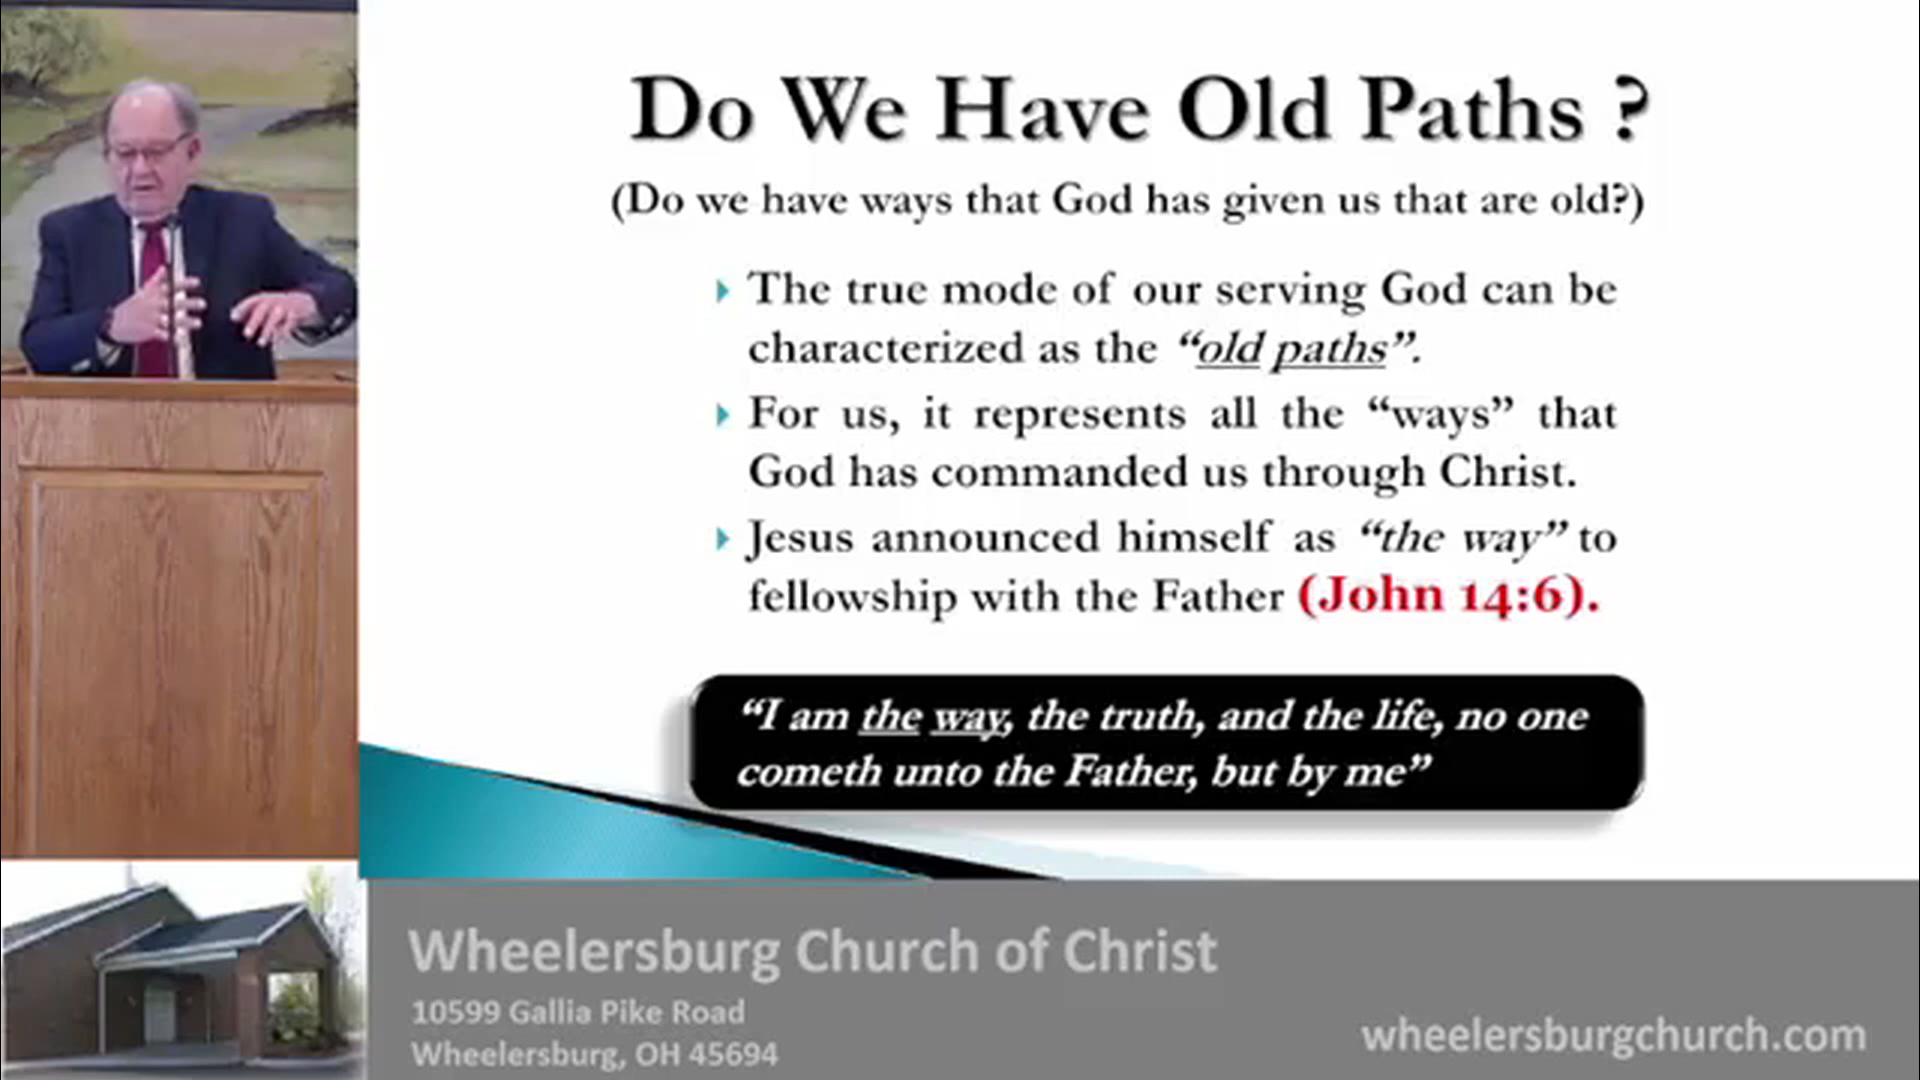 Do We Have Old Paths ?
(Do we have ways that God has given us that are old?)
The true mode of our serving God can be
characterized as the “old paths”.
For us, it represents all the “ways” that
God has commanded us through Christ.
Jesus announced himself as “the way” to
fellowship with the Father (John 14:6).
“I am the way, the truth, and the life, no one
cometh unto the Father, but by me”
Wheelersburg Church of Christ
10599 Gallia Pike Road
Wheelersburg, OH 45694
wheelersburgchurch.com